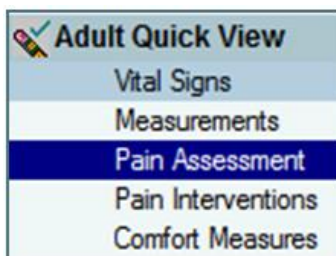 Adult Quick View
Vital Signs
Measurements
Pain Assessment
Pain Interventions
Comfort Measures